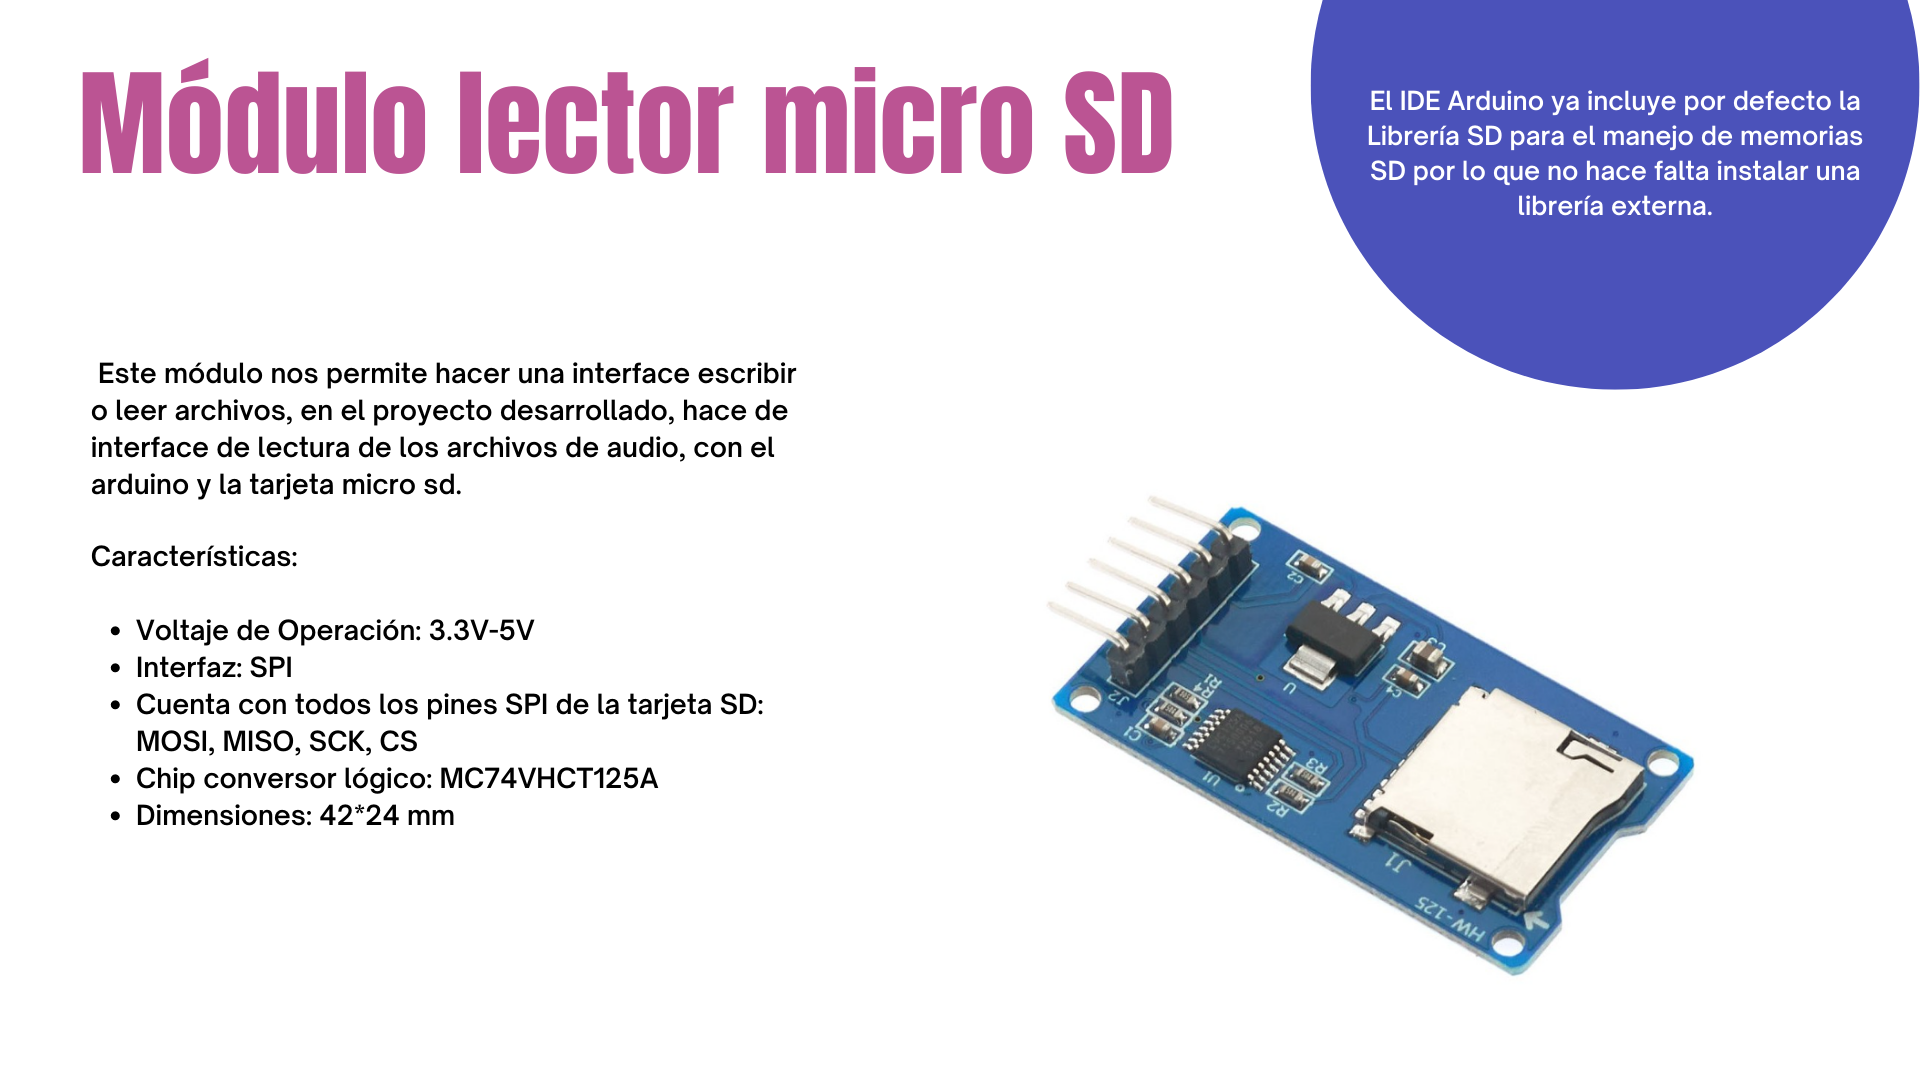 Módulo lector micro SD
El IDE Arduino ya incluye por defecto la
Librería SD para el manejo de memorias
SD por lo que no hace falta instalar una
librería externa.
Este módulo nos permite hacer una interface escribir
o leer archivos, en el proyecto desarrollado, hace de
interface de lectura de los archivos de audio, con el
arduino y la tarjeta micro sd.
Características:
• Voltaje de Operación: 3.3V-5V
• Interfaz: SPI
• Cuenta con todos los pines SPI de la tarjeta SD:
MOSI, MISO, SCK, CS
• Chip conversor lógico: MC74VHCT125A
• Dimensiones: 42*24 mm
C2
C3
U
J2
R1
R4
C1
U1
R3
R2
J1
HW-125